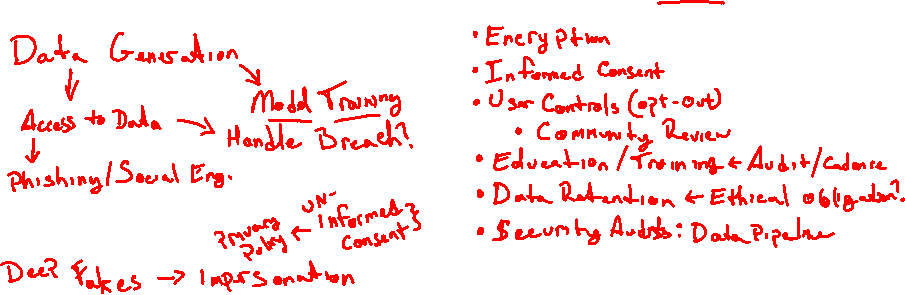 Data Generation
Model Training
Access to Data → Handle Breach?
Phishing/Social Eng.
UN-
Informed
Consent
← Privacy
Policy
Deep Fakes → Impersonation
• Encryption
• Informed Consent
• User Controls (opt-out)
• Community Review
• Education/Training ← Audit/Cadence
• Data Retention ← Ethical obligation?
• Security Audits: Data Pipeline